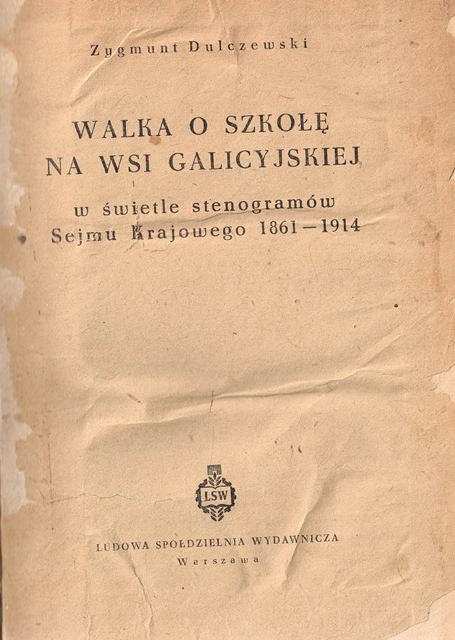 Zygmunt Dulczewski
WALKA O SZKOŁĘ
NA WSI GALICYJSKIEJ
w świetle stenogramów
Sejmu Krajowego 1861—1914
LSW
LUDOWA SPÓŁDZIELNIA WYDAWNICZA
Warszawa